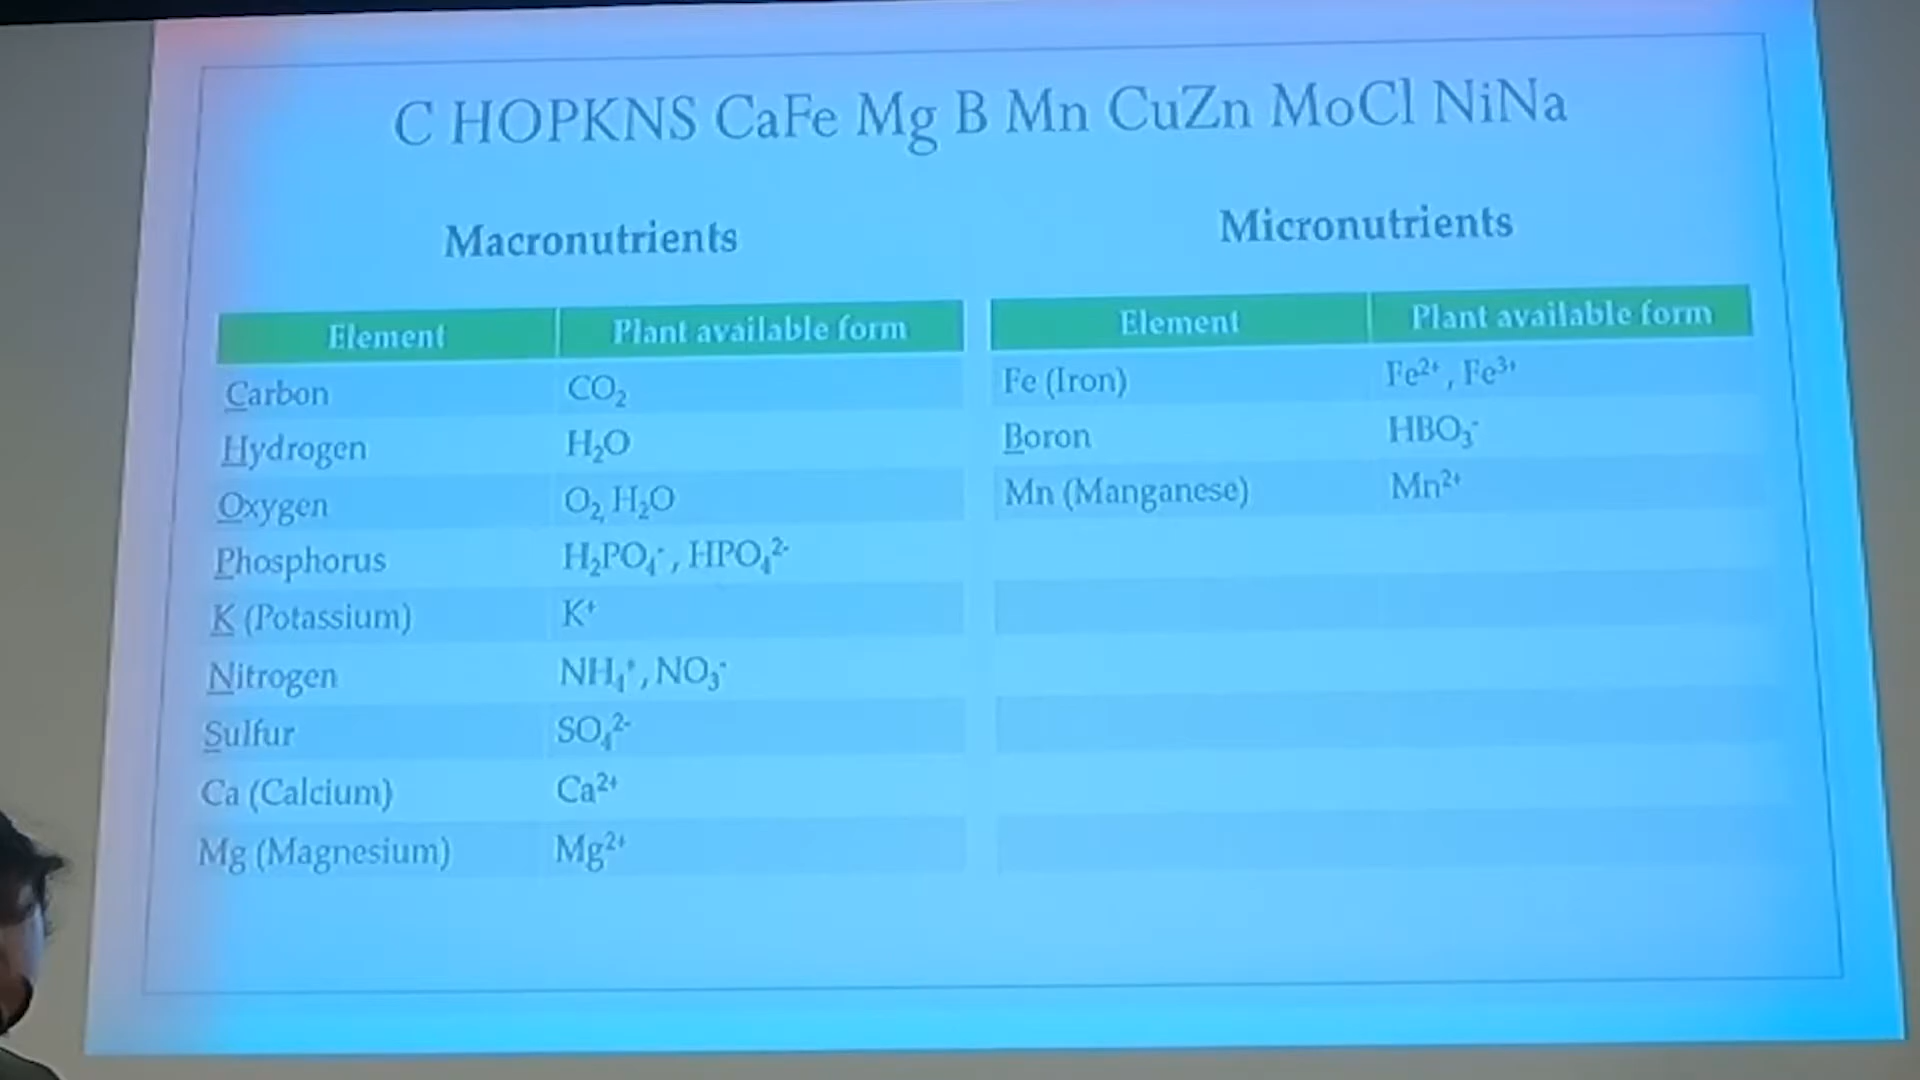 C HOPKNS CaFe Mg B Mn CuZn MoCl NiNa
Macronutrients
Element Plant available form
Carbon CO₂
Hydrogen H₂O
Oxygen O₂, H₂O
Phosphorus H₂PO₄⁻, HPO₄²⁻
K (Potassium) K⁺
Nitrogen NH₄⁺, NO₃⁻
Sulfur SO₄²⁻
Ca (Calcium) Ca²⁺
Mg (Magnesium) Mg²⁺
Micronutrients
Element Plant available form
Fe (Iron) Fe²⁺, Fe³⁺
Boron HBO₃⁻
Mn (Manganese) Mn²⁺